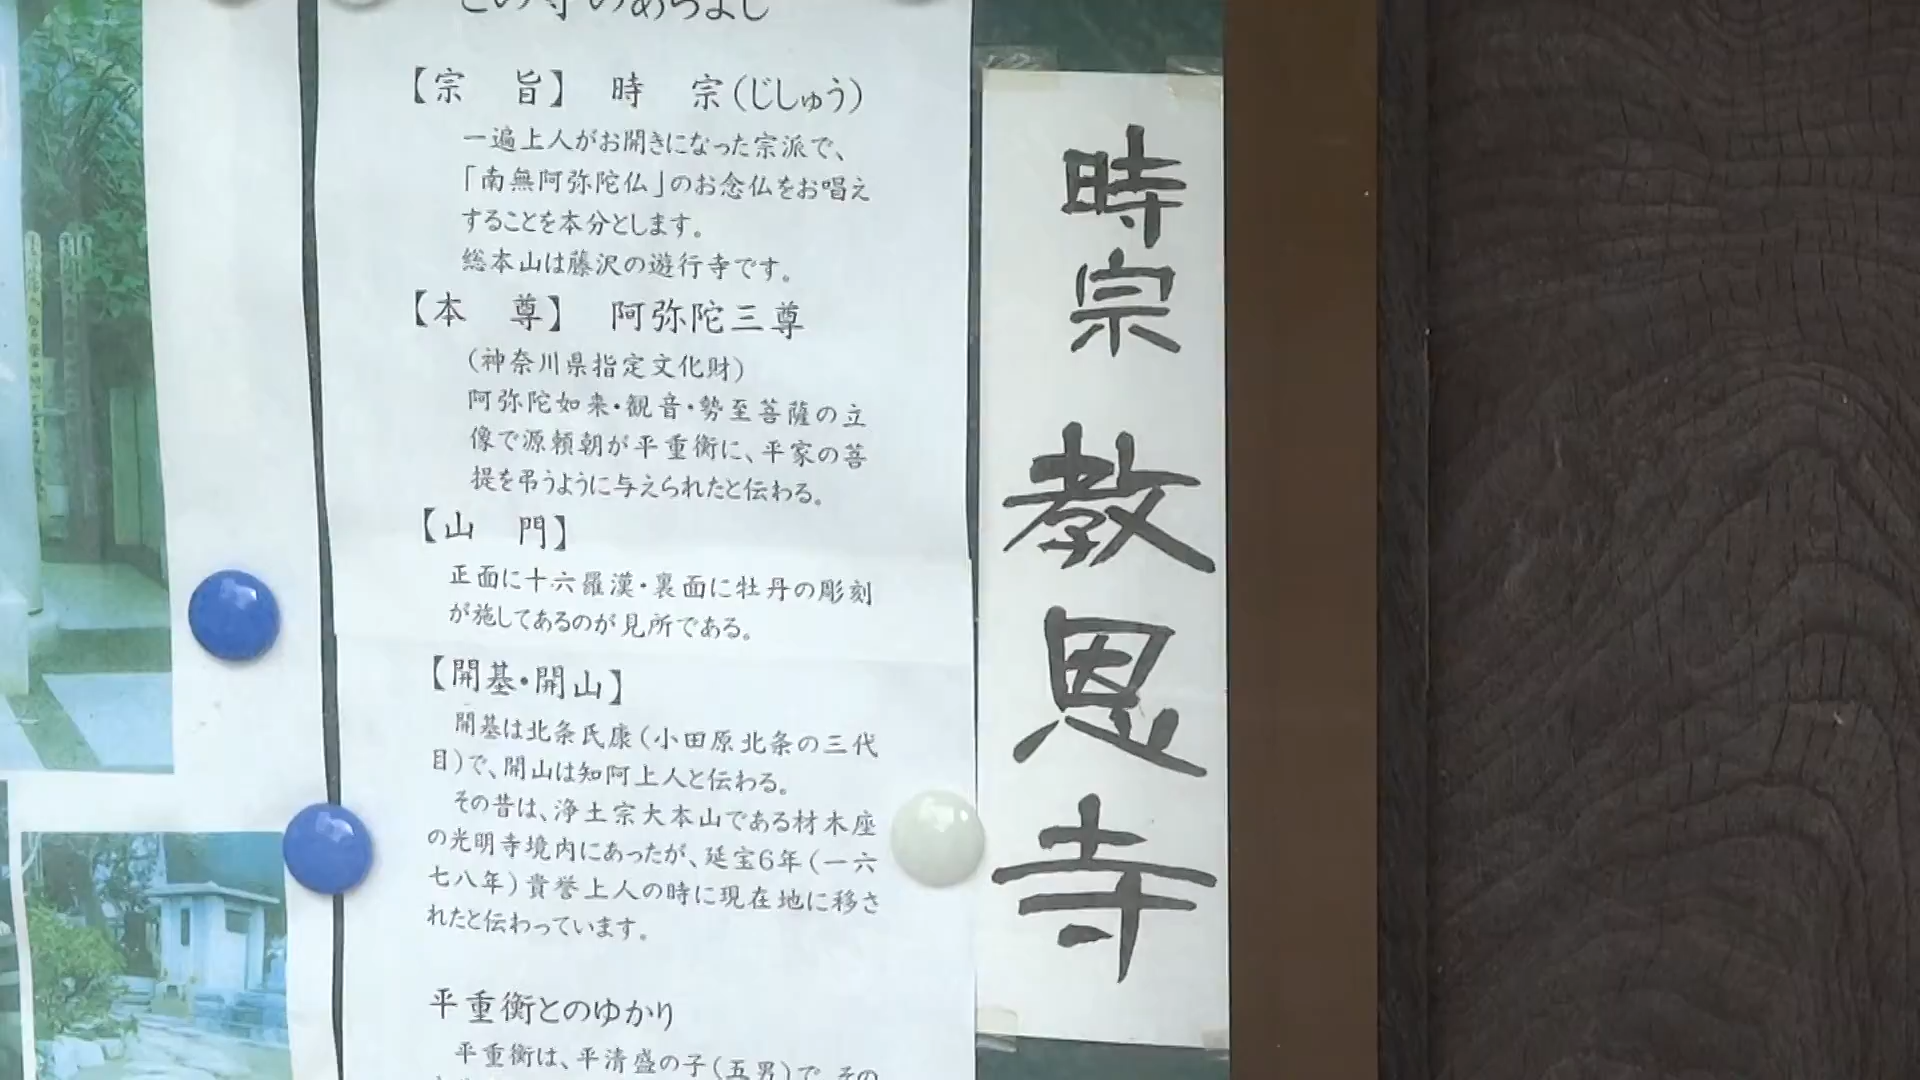 この寺のあらまし
【宗　旨】　時　宗（じしゅう）
一遍上人がお開きになった宗派で、
「南無阿弥陀仏」のお念仏をお唱え
することを本分とします。
総本山は藤沢の遊行寺です。
【本　尊】　阿弥陀三尊
（神奈川県指定文化財）
阿弥陀如来・観音・勢至菩薩の立
像で源頼朝が平重衡に、平家の菩
提を弔うように与えられたと伝わる。
【山　門】
正面に十六羅漢・裏面に牡丹の彫刻
が施してあるのが見所である。
【開基・開山】
開基は北条氏康（小田原北条の三代
目）で、開山は知阿上人と伝わる。
その昔は、浄土宗大本山である材木座
の光明寺境内にあったが、延宝6年（一六
七八年）貴誉上人の時に現在地に移さ
れたと伝わっています。
平重衡とのゆかり
平重衡は、平清盛の子（五男）で、その
時宗
教恩寺